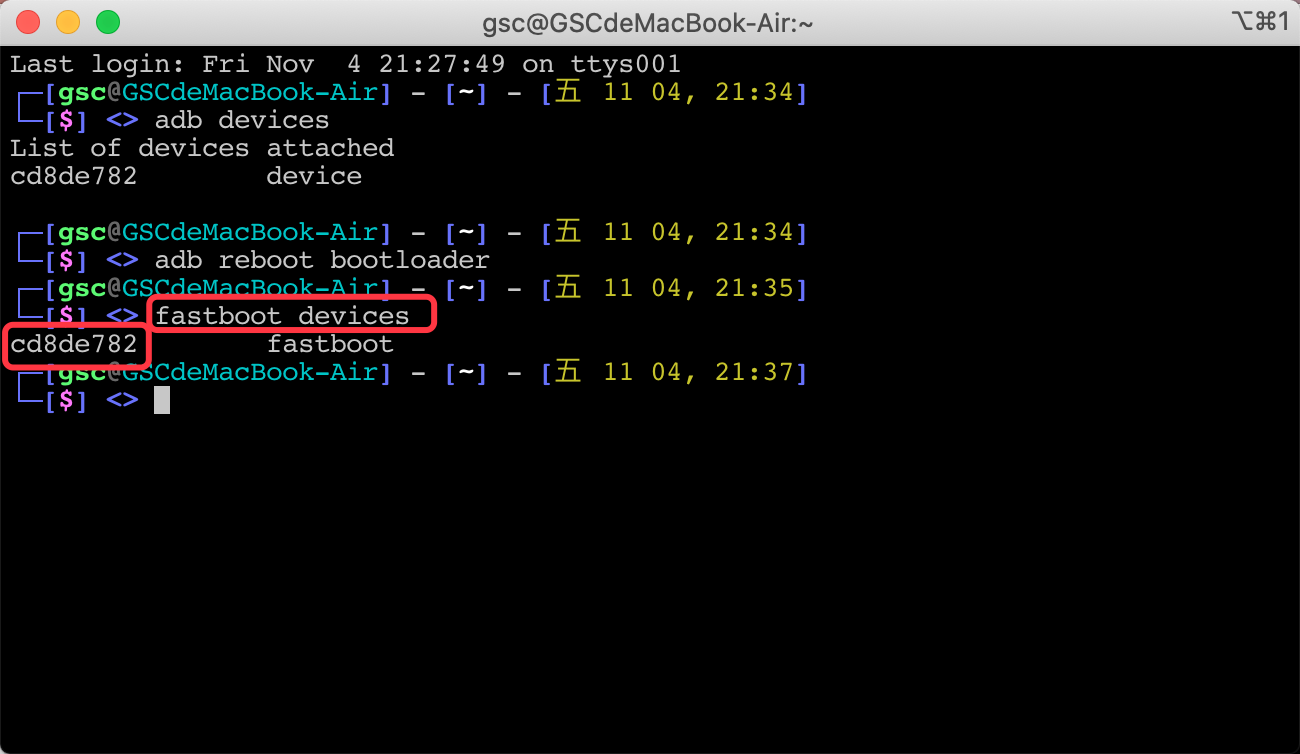 gsc@GSCdeMacBook-Air:~ ⌥⌘1
Last login: Fri Nov  4 21:27:49 on ttys001
┌─[gsc@GSCdeMacBook-Air] - [~] - [五 11 04, 21:34]
└─[$] <> adb devices
List of devices attached
cd8de782        device
┌─[gsc@GSCdeMacBook-Air] - [~] - [五 11 04, 21:34]
└─[$] <> adb reboot bootloader
┌─[gsc@GSCdeMacBook-Air] - [~] - [五 11 04, 21:35]
└─[$] <> fastboot devices
cd8de782        fastboot
┌─[gsc@GSCdeMacBook-Air] - [~] - [五 11 04, 21:37]
└─[$] <>